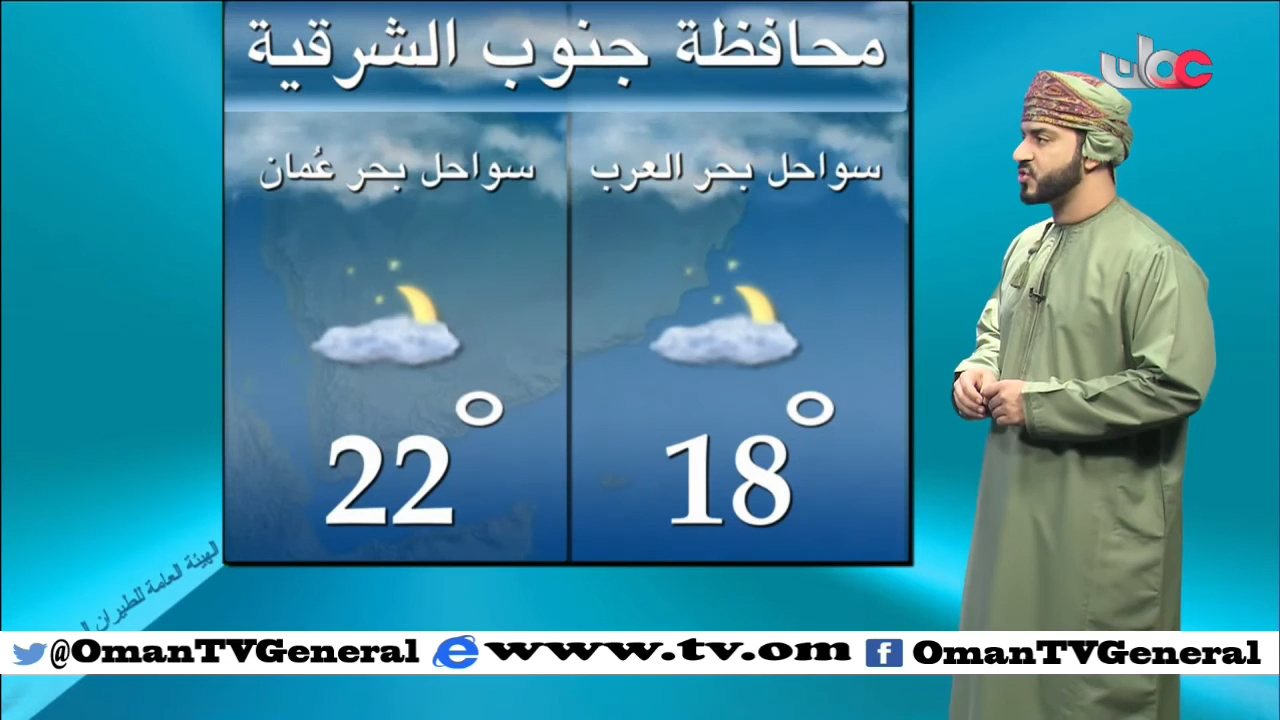 محافظة جنوب الشرقية
عمان
سواحل بحر العرب
سواحل بحر عُمان
18°
22°
الهيئة العامة للطيران
@OmanTVGeneral
www.tv.om
OmanTVGeneral